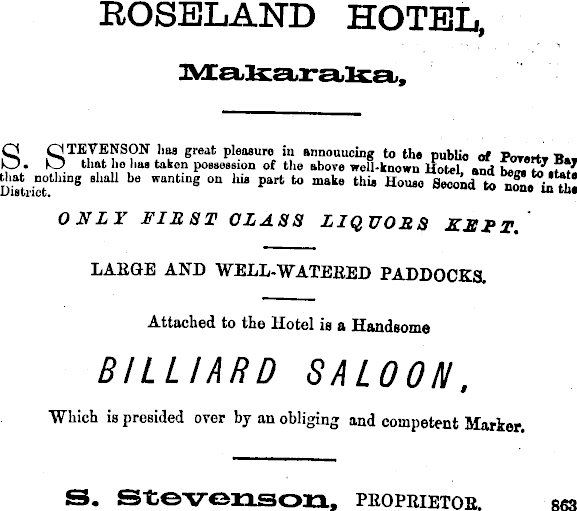 ROSELAND HOTEL,
Makaraka,
S. STEVENSON has great pleasure in announcing to the public of Poverty Bay
that he has taken possession of the above well-known Hotel, and begs to state
that nothing shall be wanting on his part to make this House Second to none in the
District.
ONLY FIRST CLASS LIQUORS KEPT.
LARGE AND WELL-WATERED PADDOCKS.
Attached to the Hotel is a Handsome
BILLIARD SALOON,
Which is presided over by an obliging and competent Marker.
S. Stevenson, PROPRIETOR. 863